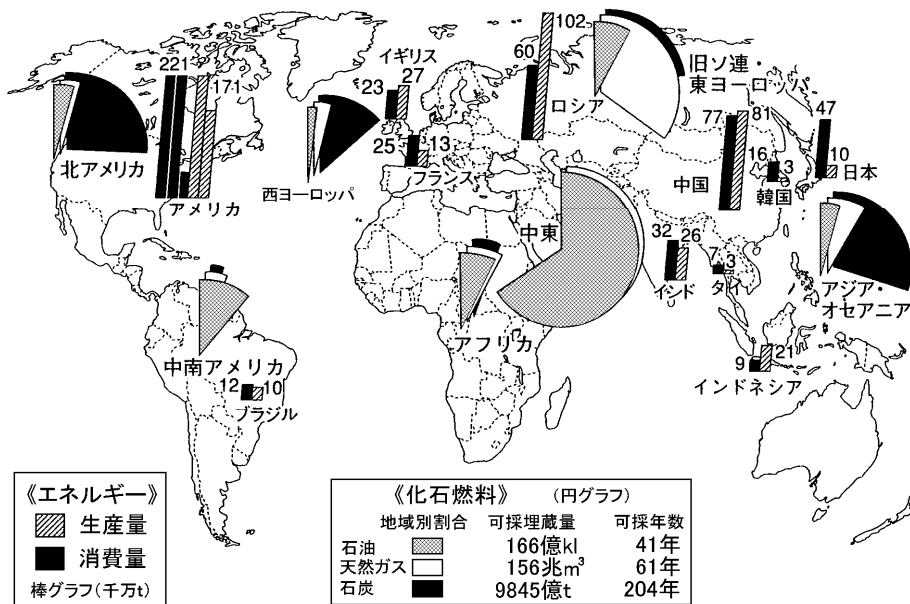 102
60
イギリス
旧ソ連・
東ヨーロッパ
221
171
23
27
ロシア
77
81
47
25
13
16
3
10
北アメリカ
フランス
中国
韓国
日本
西ヨーロッパ
アメリカ
中東
32
26
7
3
インド
タイ
アジア・
オセアニア
アフリカ
中南アメリカ
9
21
12
10
インドネシア
ブラジル
《エネルギー》
生産量
消費量
棒グラフ(千万t)
《化石燃料》 (円グラフ)
地域別割合 可採埋蔵量 可採年数
石油 166億kl 41年
天然ガス 156兆m³ 61年
石炭 9845億t 204年